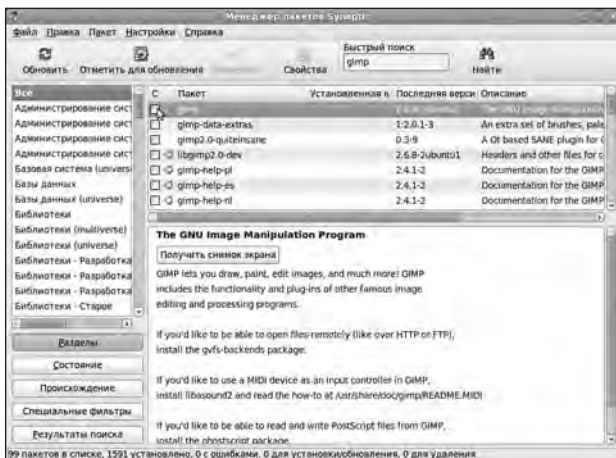 Менеджер пакетов Synaptic
Файл Правка Пакет Настройки Справка
Обновить Отметить для обновления Свойства Быстрый поиск Найти
gimp
Все
Администрирование сист
Администрирование сист
Администрирование сист
Базовая система (univers
Базы данных
Базы данных (universe)
Библиотеки
Библиотеки (multiverse)
Библиотеки (universe)
Библиотеки - Разработка
Библиотеки - Разработка
Библиотеки - Разработка
Библиотеки - Старое
Разделы
Состояние
Происхождение
Специальные фильтры
Результаты поиска
С Пакет Установленная в Последняя верси Описание
gimp The GNU Image Manipulation
gimp-data-extras 1:2.0.1-3 An extra set of brushes, pale
gimp2.0-quiteinsane 0.3-9 A Qt based SANE plugin for
libgimp2.0-dev 2.6.8-2ubuntu1 Headers and other files for
gimp-help-pl 2.4.1-2 Documentation for the GIMP
gimp-help-es 2.4.1-2 Documentation for the GIMP
gimp-help-nl 2.4.1-2 Documentation for the GIMP
The GNU Image Manipulation Program
Получить снимок экрана
GIMP lets you draw, paint, edit images, and much more! GIMP
includes the functionality and plug-ins of other famous image
editing and processing programs.
If you'd like to be able to open files remotely (like over HTTP or FTP),
install the gvfs-backends package.
If you'd like to use a MIDI device as an input controller in GIMP,
install libasound2 and read the how-to at /usr/share/doc/gimp/README.MIDI
If you'd like to be able to read and write PostScript files from GIMP,
install the ghostscript package.
99 пакетов в списке, 1591 установлено, 0 с ошибками, 0 для установки/обновления, 0 для удаления